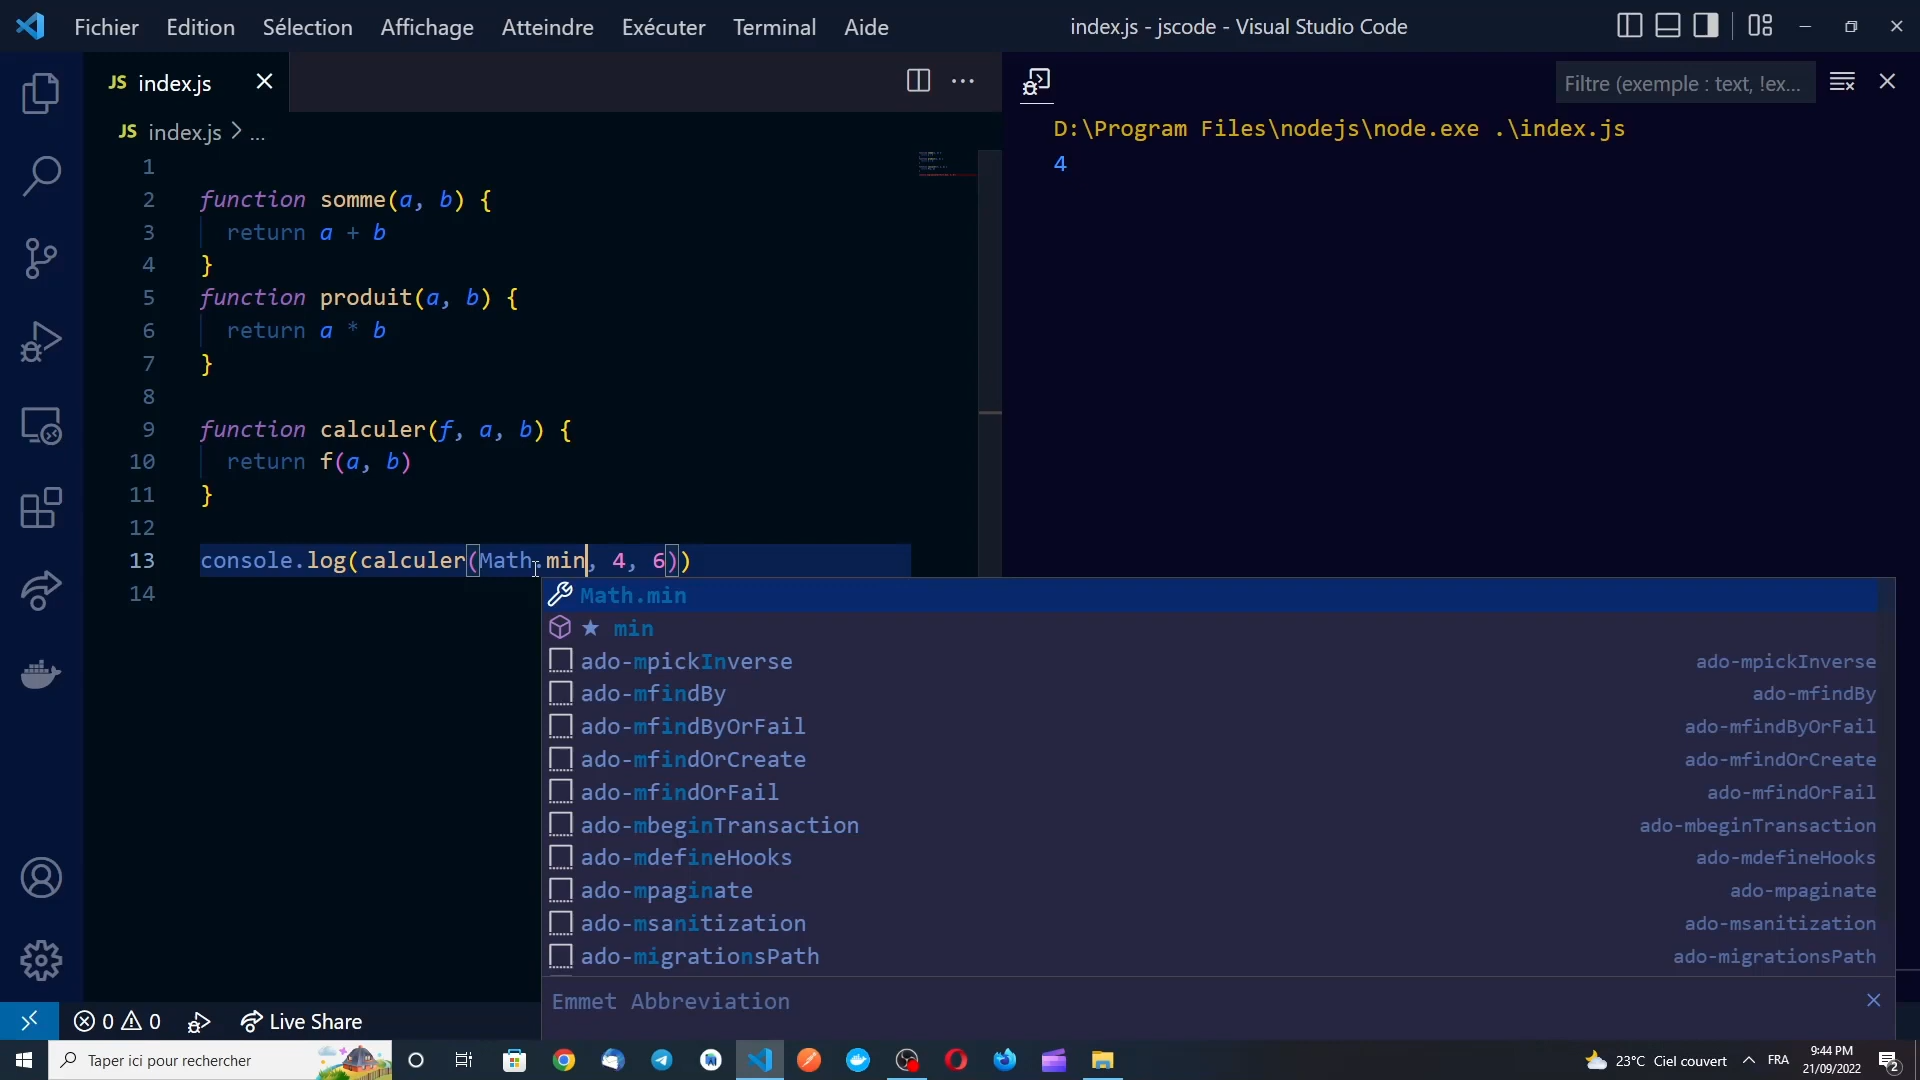 Fichier Edition Sélection Affichage Atteindre Exécuter Terminal Aide index.js - jscode - Visual Studio Code
JS index.js
Filtre (exemple : text, !ex...
JS index.js > ...
D:\Program Files\nodejs\node.exe .\index.js
4
1
2 function somme(a, b) {
3 return a + b
4 }
5 function produit(a, b) {
6 return a * b
7 }
8
9 function calculer(f, a, b) {
10 return f(a, b)
11 }
12
13 console.log(calculer(Math.min, 4, 6))
14
Math.min
★ min
ado-mpickInverse ado-mpickInverse
ado-mfindBy ado-mfindBy
ado-mfindByOrFail ado-mfindByOrFail
ado-mfindOrCreate ado-mfindOrCreate
ado-mfindOrFail ado-mfindOrFail
ado-mbeginTransaction ado-mbeginTransaction
ado-mdefineHooks ado-mdefineHooks
ado-mpaginate ado-mpaginate
ado-msanitization ado-msanitization
ado-migrationsPath ado-migrationsPath
Emmet Abbreviation
0 0 Live Share
Taper ici pour rechercher
23°C Ciel couvert FRA 9:44 PM
21/09/2022
2